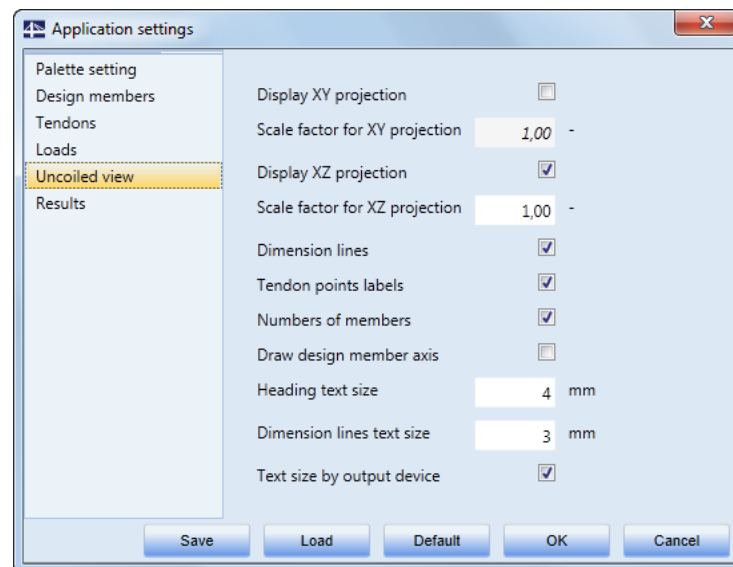 Application settings
Palette setting
Design members
Tendons
Loads
Uncoiled view
Results
Display XY projection
Scale factor for XY projection 1,00 -
Display XZ projection
Scale factor for XZ projection 1,00 -
Dimension lines
Tendon points labels
Numbers of members
Draw design member axis
Heading text size 4 mm
Dimension lines text size 3 mm
Text size by output device
Save Load Default OK Cancel